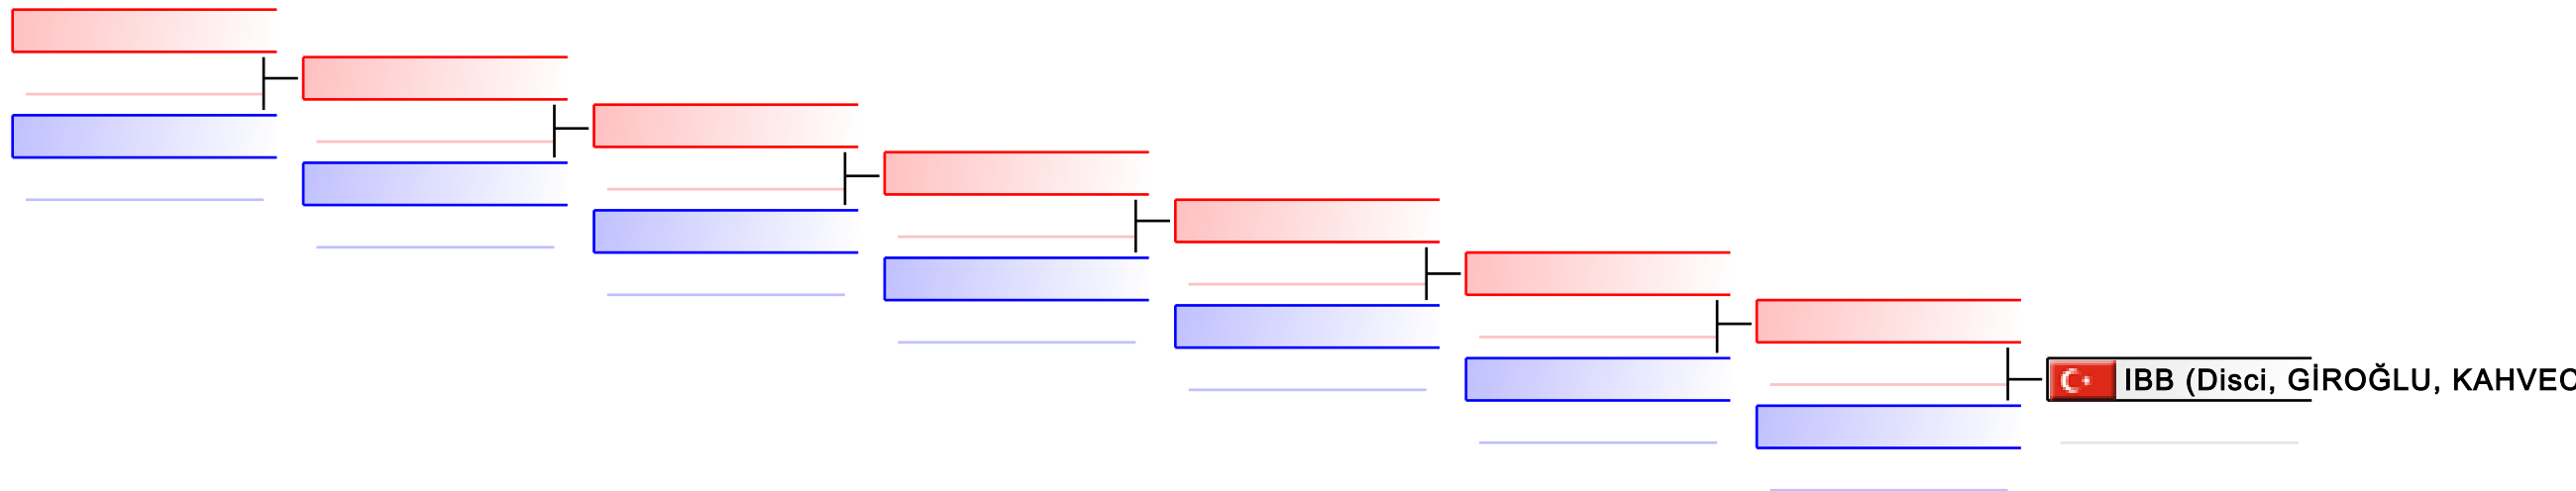 IBB (Disci, GİROĞLU, KAHVEC